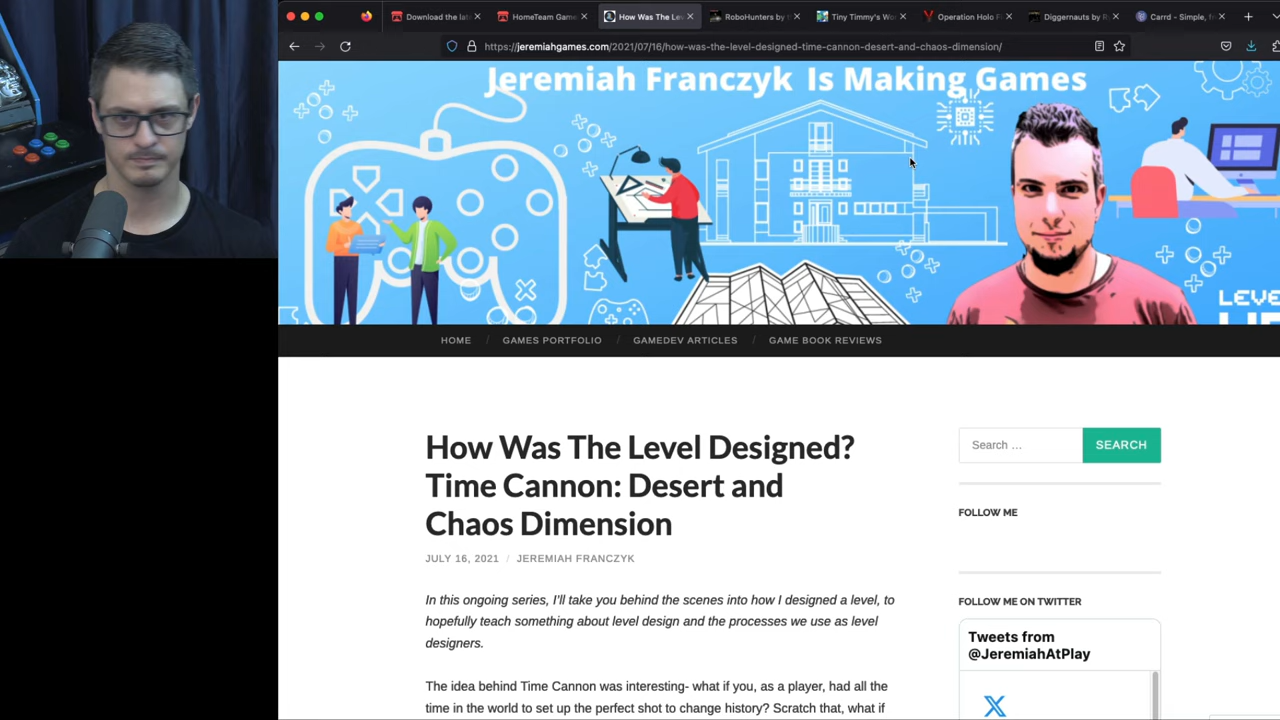 Download the lat
HomeTeam Game
How Was The Lev
RoboHunters by t
Tiny Timmy's Wo
Operation Holo F
Diggernauts by R
Carrd - Simple, f
https://jeremiahgames.com/2021/07/16/how-was-the-level-designed-time-cannon-desert-and-chaos-dimension/
Jeremiah Franczyk Is Making Games
LEVE
UP
HOME / GAMES PORTFOLIO / GAMEDEV ARTICLES / GAME BOOK REVIEWS
How Was The Level Designed?
Time Cannon: Desert and
Chaos Dimension
JULY 16, 2021 / JEREMIAH FRANCZYK
In this ongoing series, I'll take you behind the scenes into how I designed a level, to
hopefully teach something about level design and the processes we use as level
designers.
The idea behind Time Cannon was interesting- what if you, as a player, had all the
time in the world to set up the perfect shot to change history? Scratch that, what if
Search …
SEARCH
FOLLOW ME
FOLLOW ME ON TWITTER
Tweets from
@JeremiahAtPlay